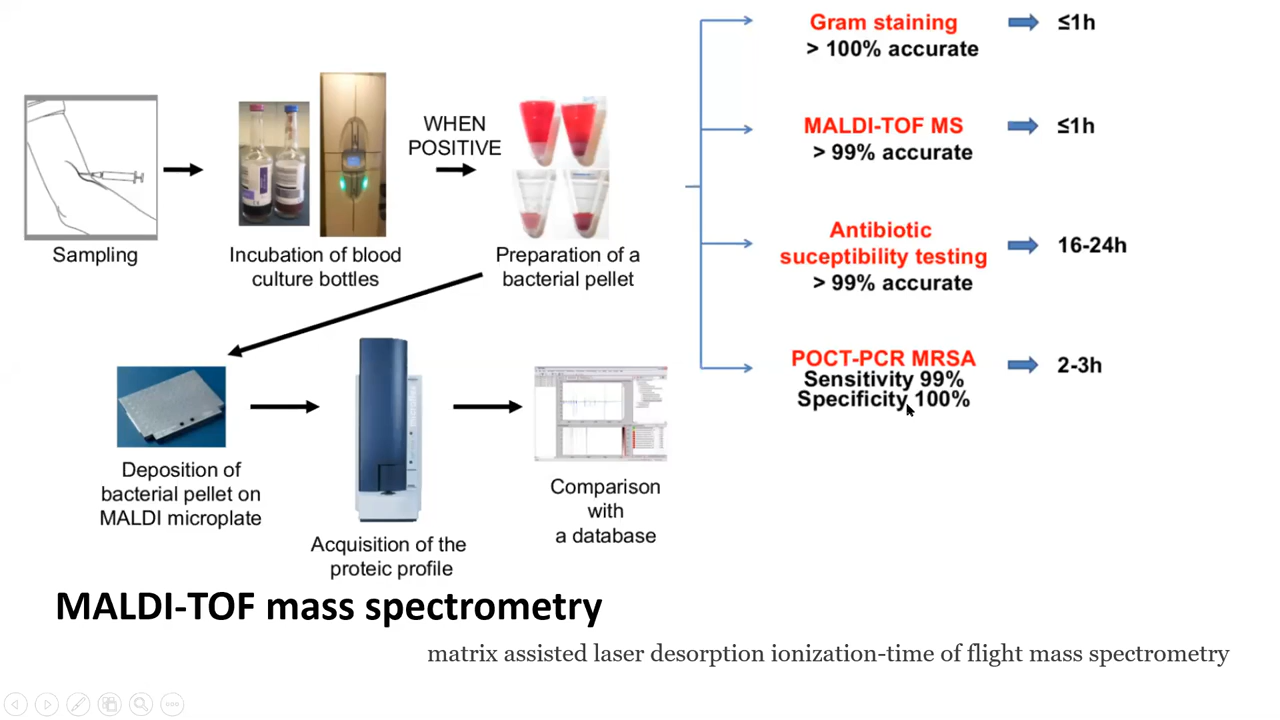 Sampling
Incubation of blood
culture bottles
WHEN
POSITIVE
Preparation of a
bacterial pellet
Deposition of
bacterial pellet on
MALDI microplate
Acquisition of the
proteic profile
Comparison
with
a database
Gram staining
> 100% accurate
≤1h
MALDI-TOF MS
> 99% accurate
≤1h
Antibiotic
suceptibility testing
> 99% accurate
16-24h
POCT-PCR MRSA
Sensitivity 99%
Specificity 100%
2-3h
MALDI-TOF mass spectrometry
matrix assisted laser desorption ionization-time of flight mass spectrometry